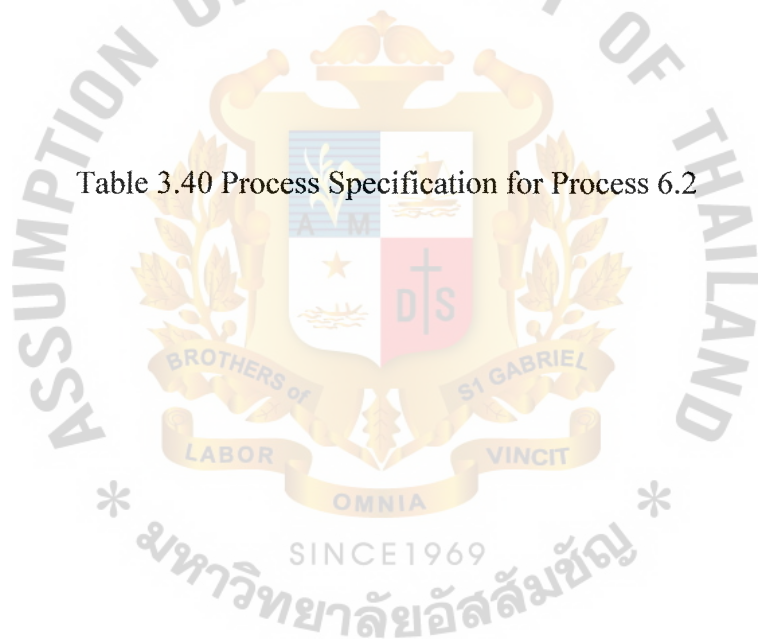 ASSUMPTION OF THAILAND
Table 3.40 Process Specification for Process 6.2
A M
D S
BROTHERS of
ST GABRIEL
LABOR
OMNIA
VINCIT
* *
SINCE1969
มหาวิทยาลัยอัสสัมชัญ